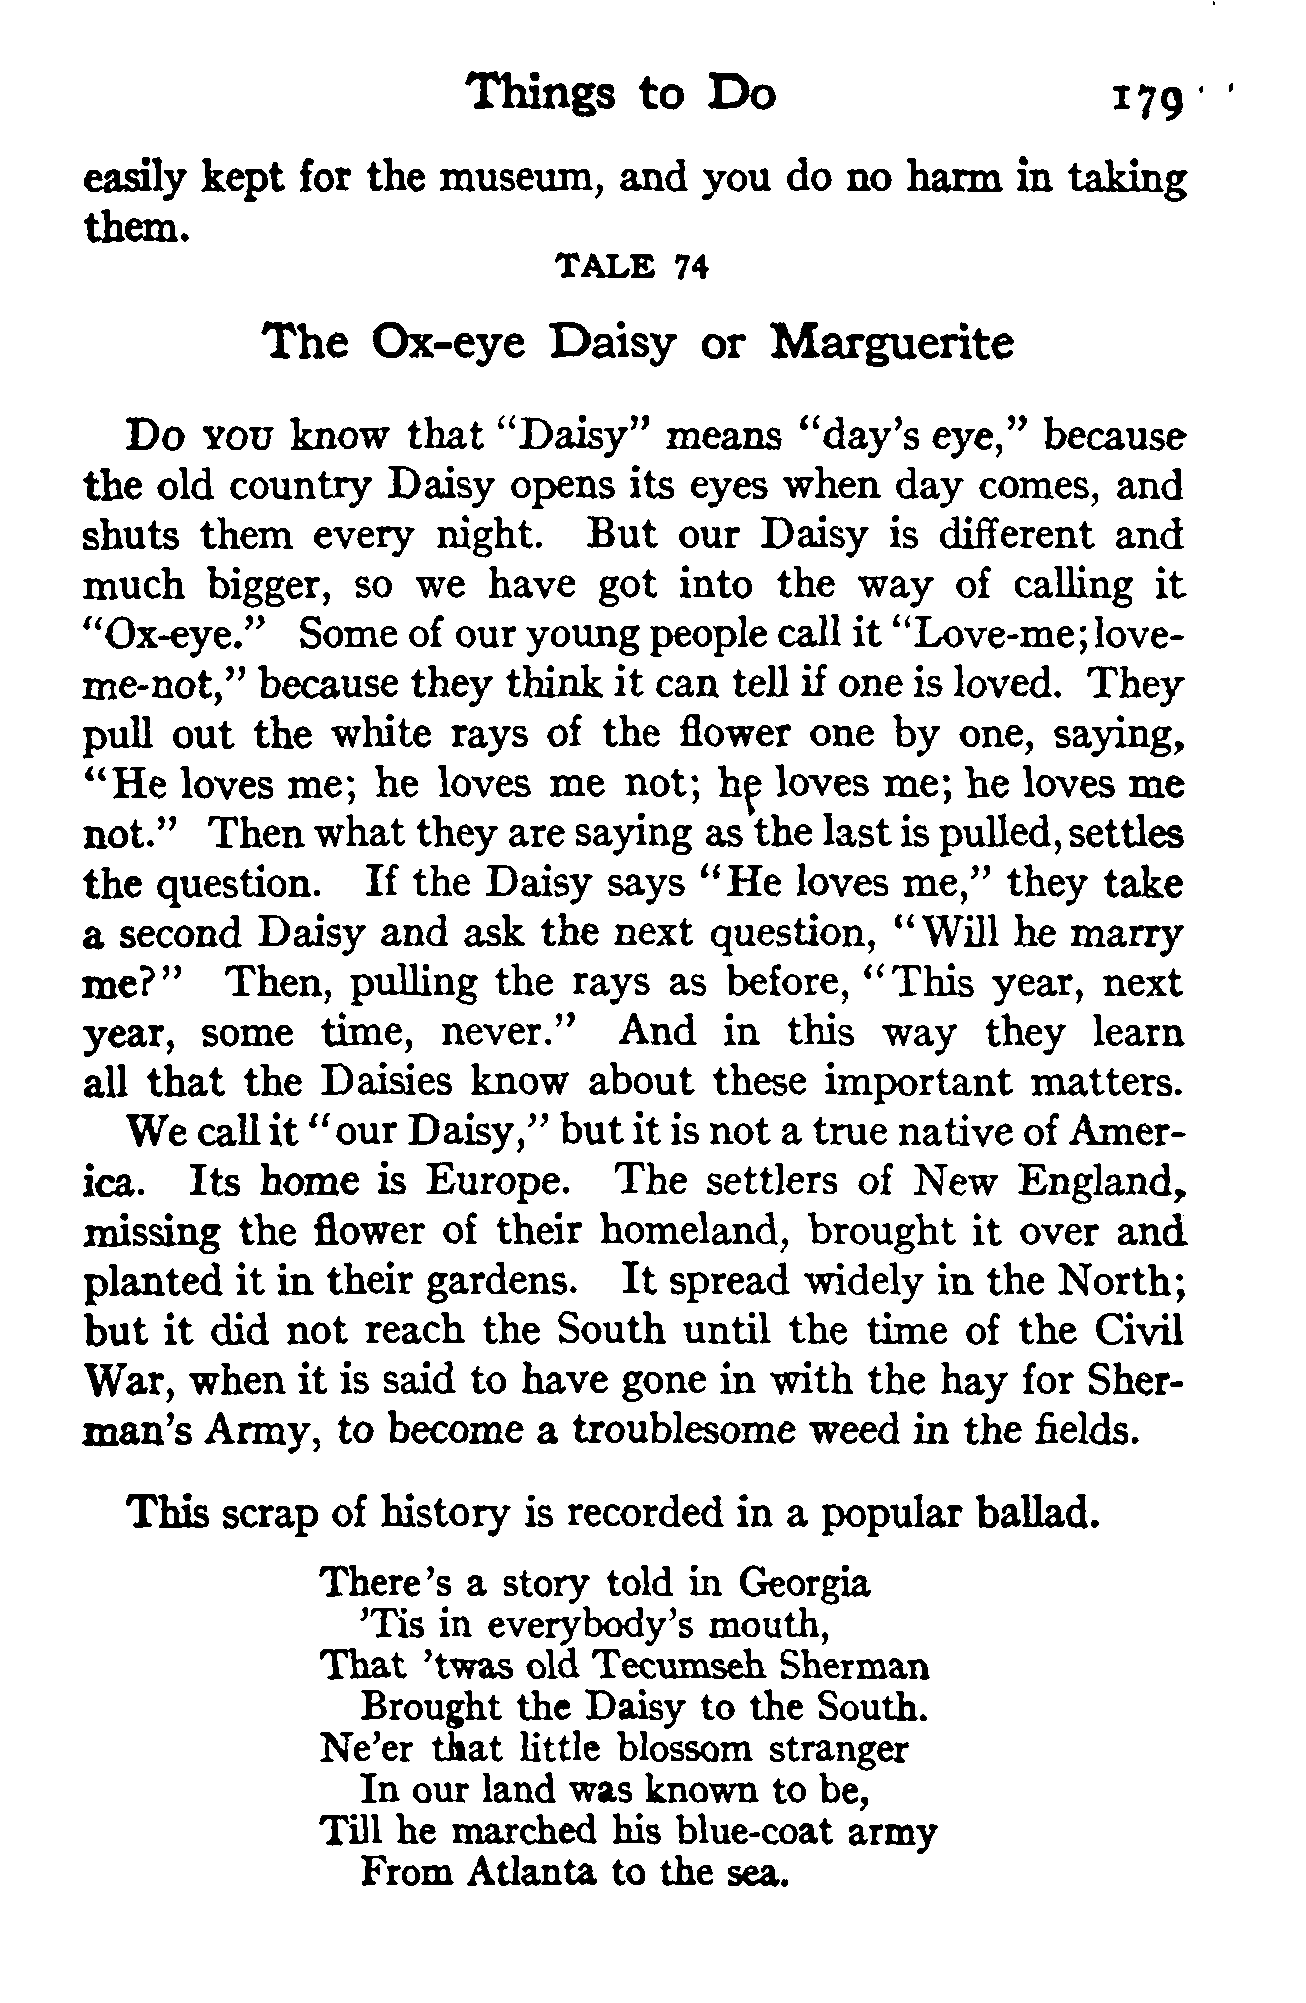 Things to Do 179
easily kept for the museum, and you do no harm in taking
them.
TALE 74
The Ox-eye Daisy or Marguerite
Do YOU know that “Daisy” means “day’s eye,” because
the old country Daisy opens its eyes when day comes, and
shuts them every night. But our Daisy is different and
much bigger, so we have got into the way of calling it
“Ox-eye.” Some of our young people call it “Love-me; love-
me-not,” because they think it can tell if one is loved. They
pull out the white rays of the flower one by one, saying,
“He loves me; he loves me not; he loves me; he loves me
not.” Then what they are saying as the last is pulled, settles
the question. If the Daisy says “He loves me,” they take
a second Daisy and ask the next question, “Will he marry
me?” Then, pulling the rays as before, “This year, next
year, some time, never.” And in this way they learn
all that the Daisies know about these important matters.
We call it “our Daisy,” but it is not a true native of Amer-
ica. Its home is Europe. The settlers of New England,
missing the flower of their homeland, brought it over and
planted it in their gardens. It spread widely in the North;
but it did not reach the South until the time of the Civil
War, when it is said to have gone in with the hay for Sher-
man’s Army, to become a troublesome weed in the fields.
This scrap of history is recorded in a popular ballad.
There’s a story told in Georgia
’Tis in everybody’s mouth,
That ’twas old Tecumseh Sherman
Brought the Daisy to the South.
Ne’er that little blossom stranger
In our land was known to be,
Till he marched his blue-coat army
From Atlanta to the sea.